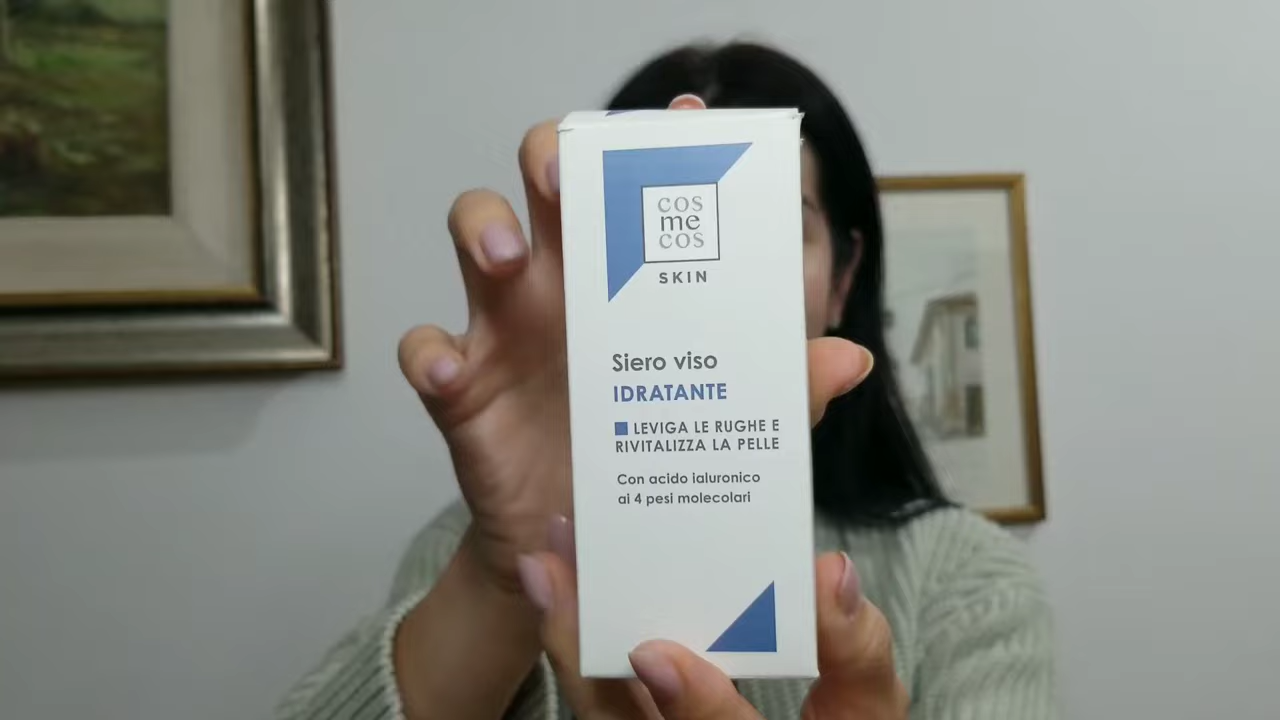 COS
me
COS
SKIN
Siero viso
IDRATANTE
LEVIGA LE RUGHE E
RIVITALIZZA LA PELLE
Con acido ialuronico
ai 4 pesi molecolari